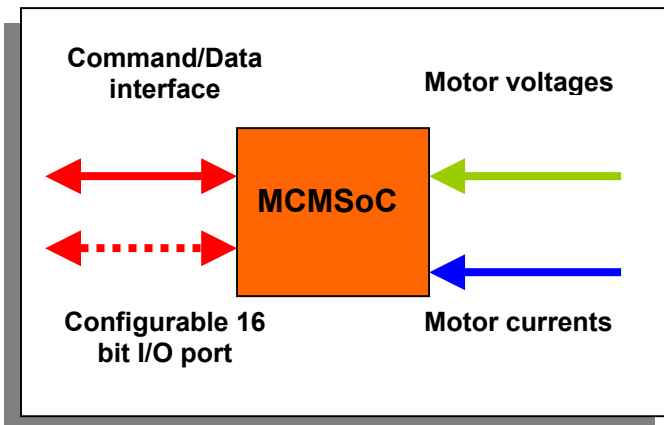 Command/Data
interface
Motor voltages
MCMSoC
Configurable 16
bit I/O port
Motor currents